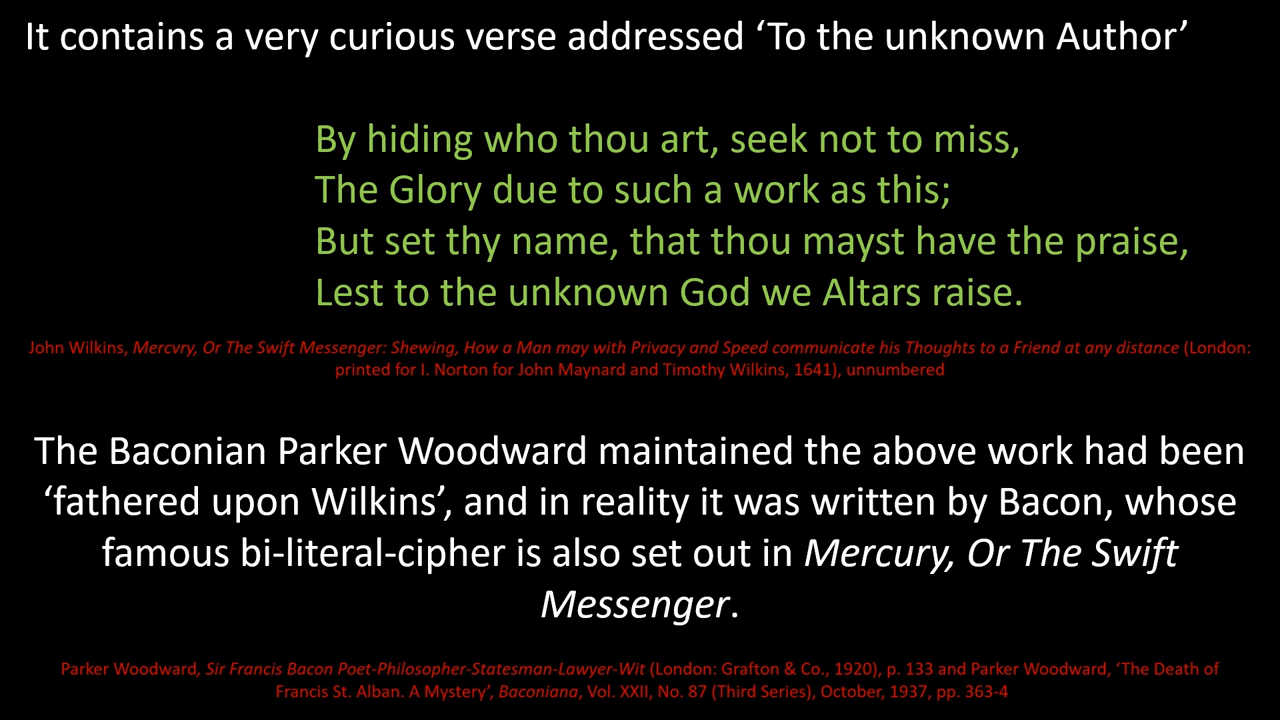 It contains a very curious verse addressed ‘To the unknown Author’
By hiding who thou art, seek not to miss,
The Glory due to such a work as this;
But set thy name, that thou mayst have the praise,
Lest to the unknown God we Altars raise.
John Wilkins, Mercvry, Or The Swift Messenger: Shewing, How a Man may with Privacy and Speed communicate his Thoughts to a Friend at any distance (London:
printed for I. Norton for John Maynard and Timothy Wilkins, 1641), unnumbered
The Baconian Parker Woodward maintained the above work had been
‘fathered upon Wilkins’, and in reality it was written by Bacon, whose
famous bi-literal-cipher is also set out in Mercury, Or The Swift
Messenger.
Parker Woodward, Sir Francis Bacon Poet-Philosopher-Statesman-Lawyer-Wit (London: Grafton & Co., 1920), p. 133 and Parker Woodward, ‘The Death of
Francis St. Alban. A Mystery’, Baconiana, Vol. XXII, No. 87 (Third Series), October, 1937, pp. 363-4